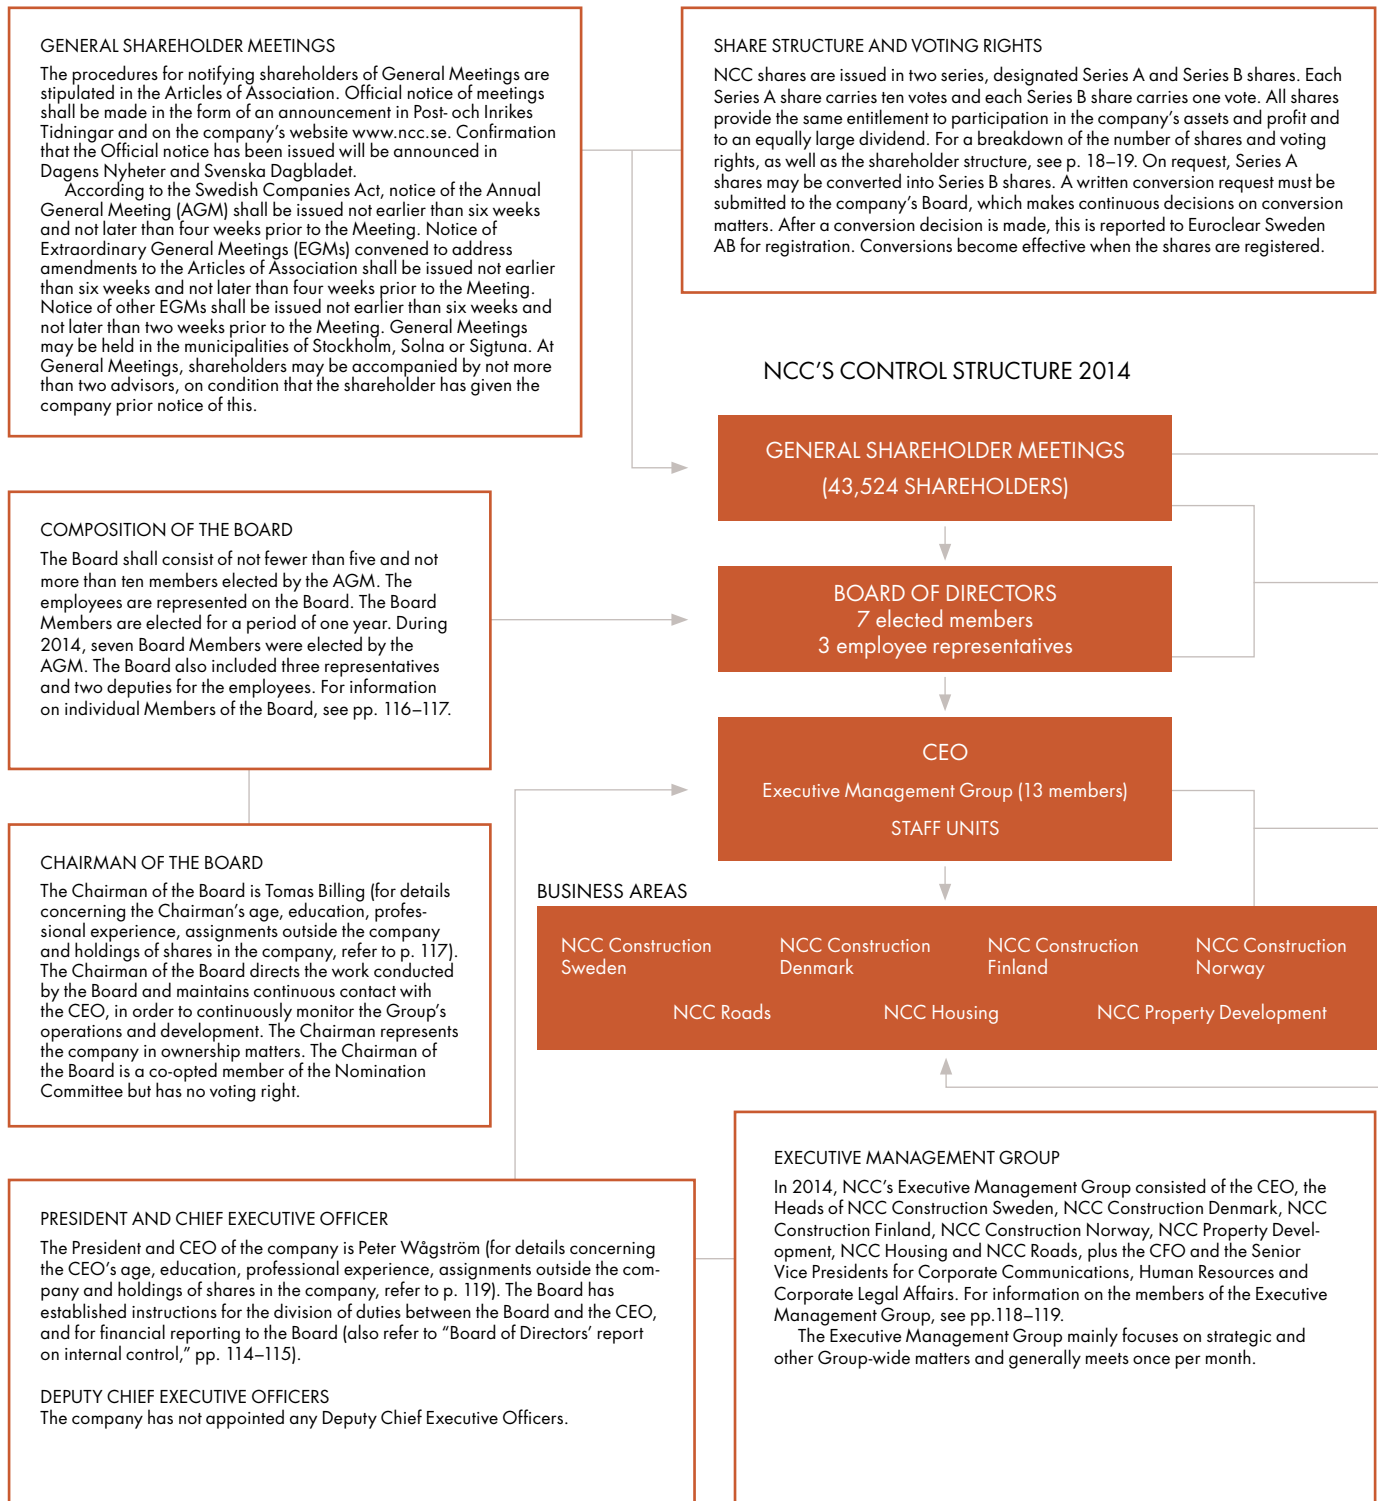 GENERAL SHAREHOLDER MEETINGS
The procedures for notifying shareholders of General Meetings are
stipulated in the Articles of Association. Official notice of meetings
shall be made in the form of an announcement in Post- och Inrikes
Tidningar and on the company's website www.ncc.se. Confirmation
that the Official notice has been issued will be announced in
Dagens Nyheter and Svenska Dagbladet.
According to the Swedish Companies Act, notice of the Annual
General Meeting (AGM) shall be issued not earlier than six weeks
and not later than four weeks prior to the Meeting. Notice of
Extraordinary General Meetings (EGMs) convened to address
amendments to the Articles of Association shall be issued not earlier
than six weeks and not later than four weeks prior to the Meeting.
Notice of other EGMs shall be issued not earlier than six weeks and
not later than two weeks prior to the Meeting. General Meetings
may be held in the municipalities of Stockholm, Solna or Sigtuna. At
General Meetings, shareholders may be accompanied by not more
than two advisors, on condition that the shareholder has given the
company prior notice of this.
SHARE STRUCTURE AND VOTING RIGHTS
NCC shares are issued in two series, designated Series A and Series B shares. Each
Series A share carries ten votes and each Series B share carries one vote. All shares
provide the same entitlement to participation in the company's assets and profit and
to an equally large dividend. For a breakdown of the number of shares and voting
rights, as well as the shareholder structure, see p. 18–19. On request, Series A
shares may be converted into Series B shares. A written conversion request must be
submitted to the company's Board, which makes continuous decisions on conversion
matters. After a conversion decision is made, this is reported to Euroclear Sweden
AB for registration. Conversions become effective when the shares are registered.
NCC'S CONTROL STRUCTURE 2014
GENERAL SHAREHOLDER MEETINGS
(43,524 SHAREHOLDERS)
COMPOSITION OF THE BOARD
The Board shall consist of not fewer than five and not
more than ten members elected by the AGM. The
employees are represented on the Board. The Board
Members are elected for a period of one year. During
2014, seven Board Members were elected by the
AGM. The Board also included three representatives
and two deputies for the employees. For information
on individual Members of the Board, see pp. 116–117.
BOARD OF DIRECTORS
7 elected members
3 employee representatives
CEO
Executive Management Group (13 members)
STAFF UNITS
CHAIRMAN OF THE BOARD
The Chairman of the Board is Tomas Billing (for details
concerning the Chairman's age, education, profes-
sional experience, assignments outside the company
and holdings of shares in the company, refer to p. 117).
The Chairman of the Board directs the work conducted
by the Board and maintains continuous contact with
the CEO, in order to continuously monitor the Group's
operations and development. The Chairman represents
the company in ownership matters. The Chairman of
the Board is a co-opted member of the Nomination
Committee but has no voting right.
BUSINESS AREAS
NCC Construction
Sweden
NCC Construction
Denmark
NCC Construction
Finland
NCC Construction
Norway
NCC Roads
NCC Housing
NCC Property Development
PRESIDENT AND CHIEF EXECUTIVE OFFICER
The President and CEO of the company is Peter Wågström (for details concerning
the CEO's age, education, professional experience, assignments outside the com-
pany and holdings of shares in the company, refer to p. 119). The Board has
established instructions for the division of duties between the Board and the CEO,
and for financial reporting to the Board (also refer to "Board of Directors' report
on internal control," pp. 114–115).
DEPUTY CHIEF EXECUTIVE OFFICERS
The company has not appointed any Deputy Chief Executive Officers.
EXECUTIVE MANAGEMENT GROUP
In 2014, NCC's Executive Management Group consisted of the CEO, the
Heads of NCC Construction Sweden, NCC Construction Denmark, NCC
Construction Finland, NCC Construction Norway, NCC Property Devel-
opment, NCC Housing and NCC Roads, plus the CFO and the Senior
Vice Presidents for Corporate Communications, Human Resources and
Corporate Legal Affairs. For information on the members of the Executive
Management Group, see pp.118–119.
The Executive Management Group mainly focuses on strategic and
other Group-wide matters and generally meets once per month.